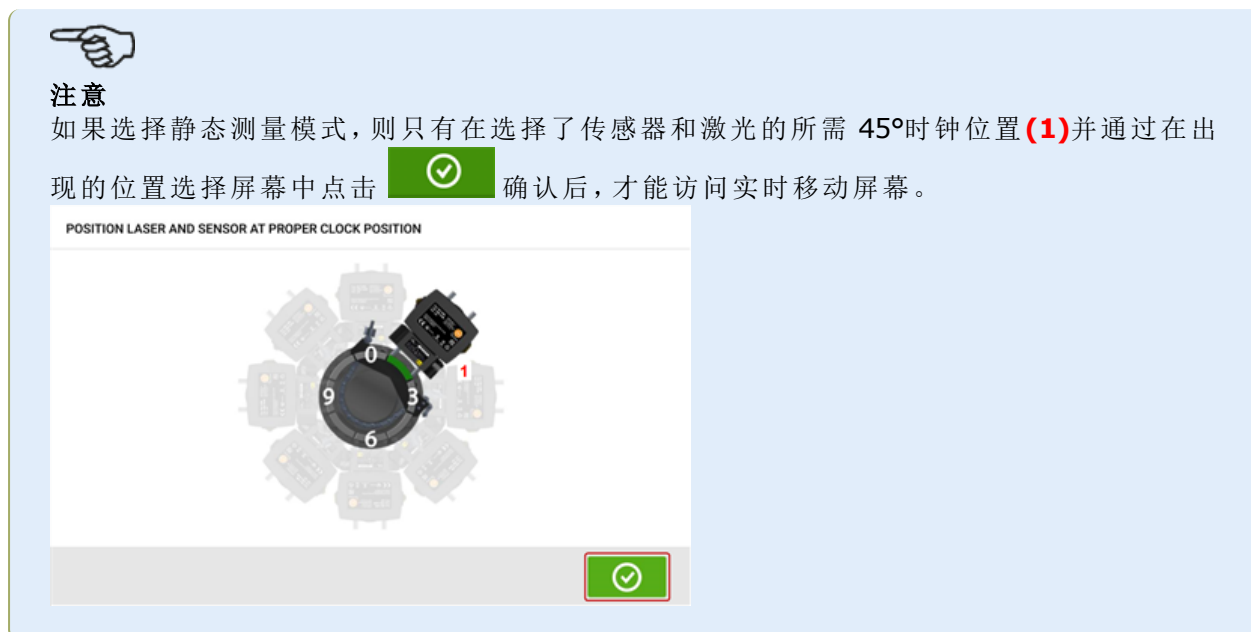 注意
如果选择静态测量模式，则只有在选择了传感器和激光的所需 45°时钟位置(1)并通过在出
现的位置选择屏幕中点击 确认后，才能访问实时移动屏幕。
POSITION LASER AND SENSOR AT PROPER CLOCK POSITION
0
1
9
3
6